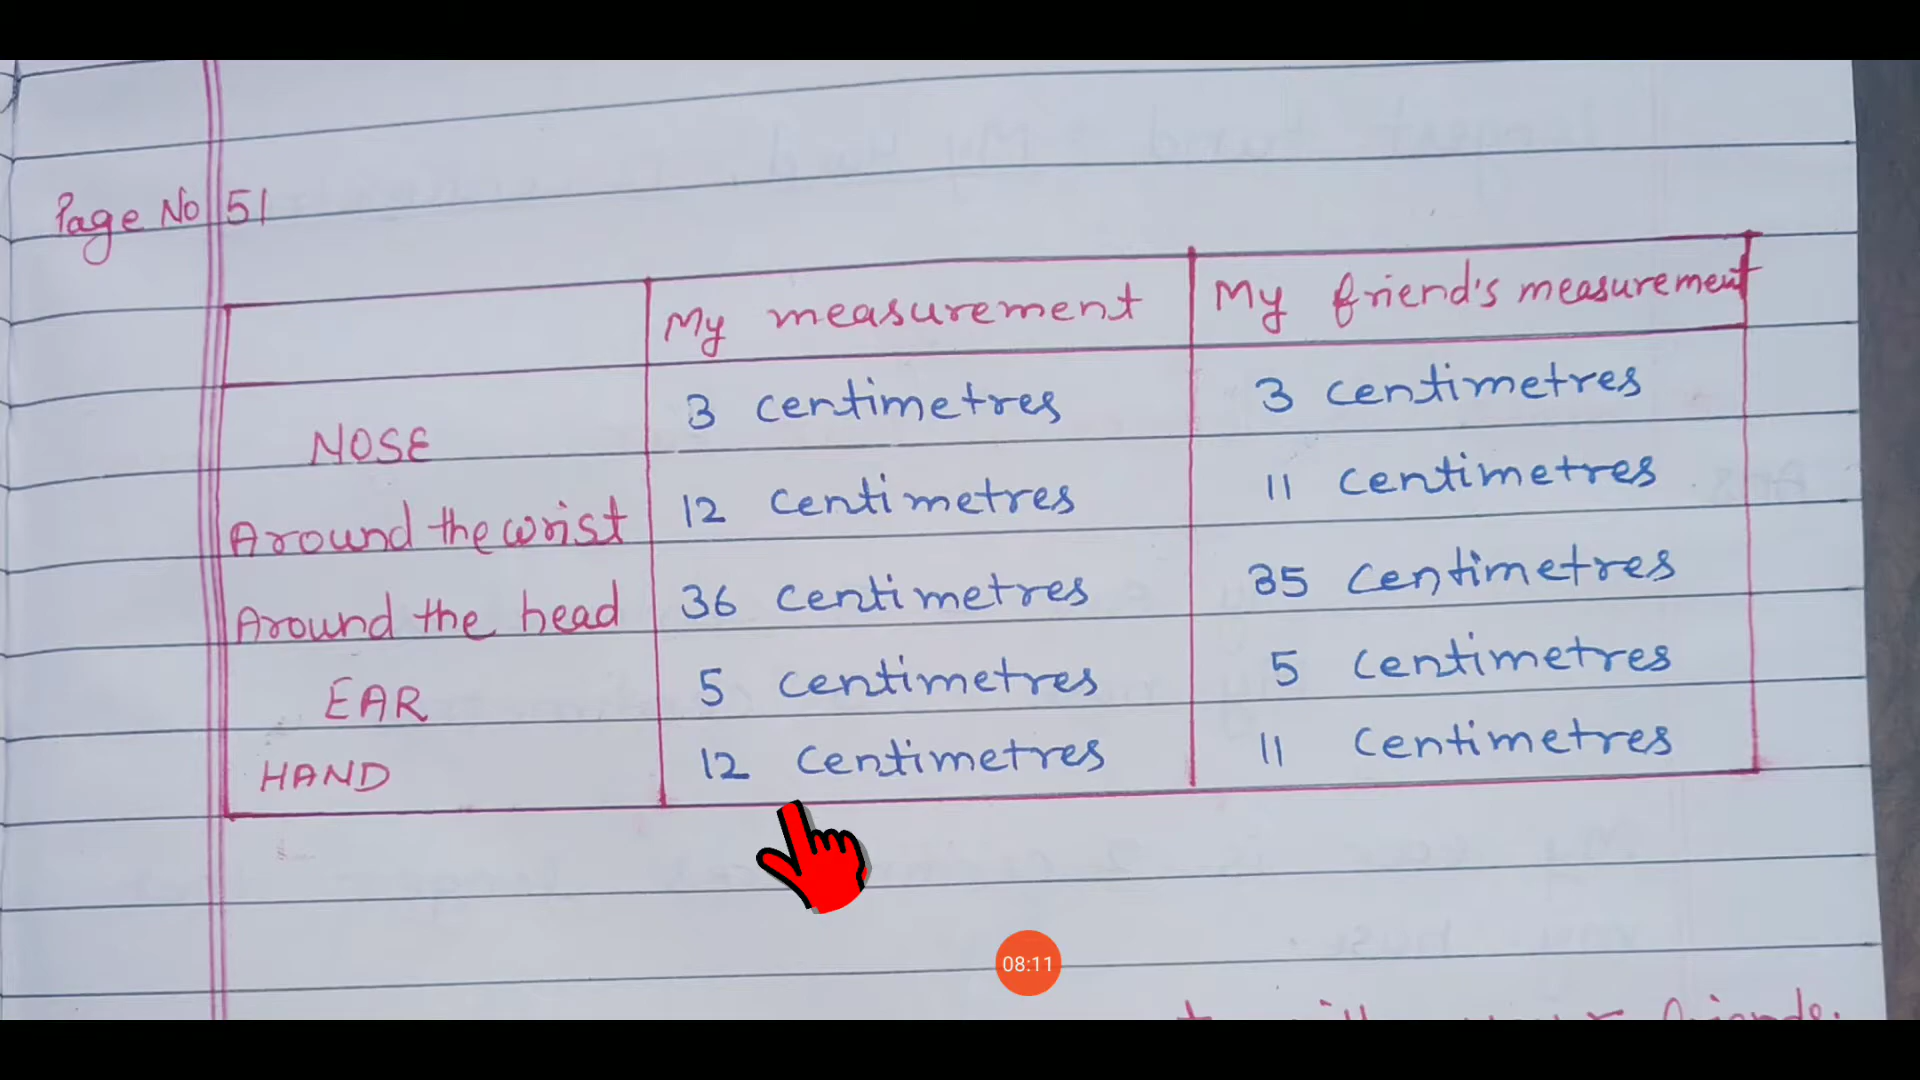 Page No 51
My measurement My friend's measurement
NOSE 3 centimetres 3 centimetres
Around the wrist 12 centimetres 11 centimetres
Around the head 36 centimetres 35 centimetres
EAR 5 centimetres 5 centimetres
HAND 12 centimetres 11 centimetres
08:11